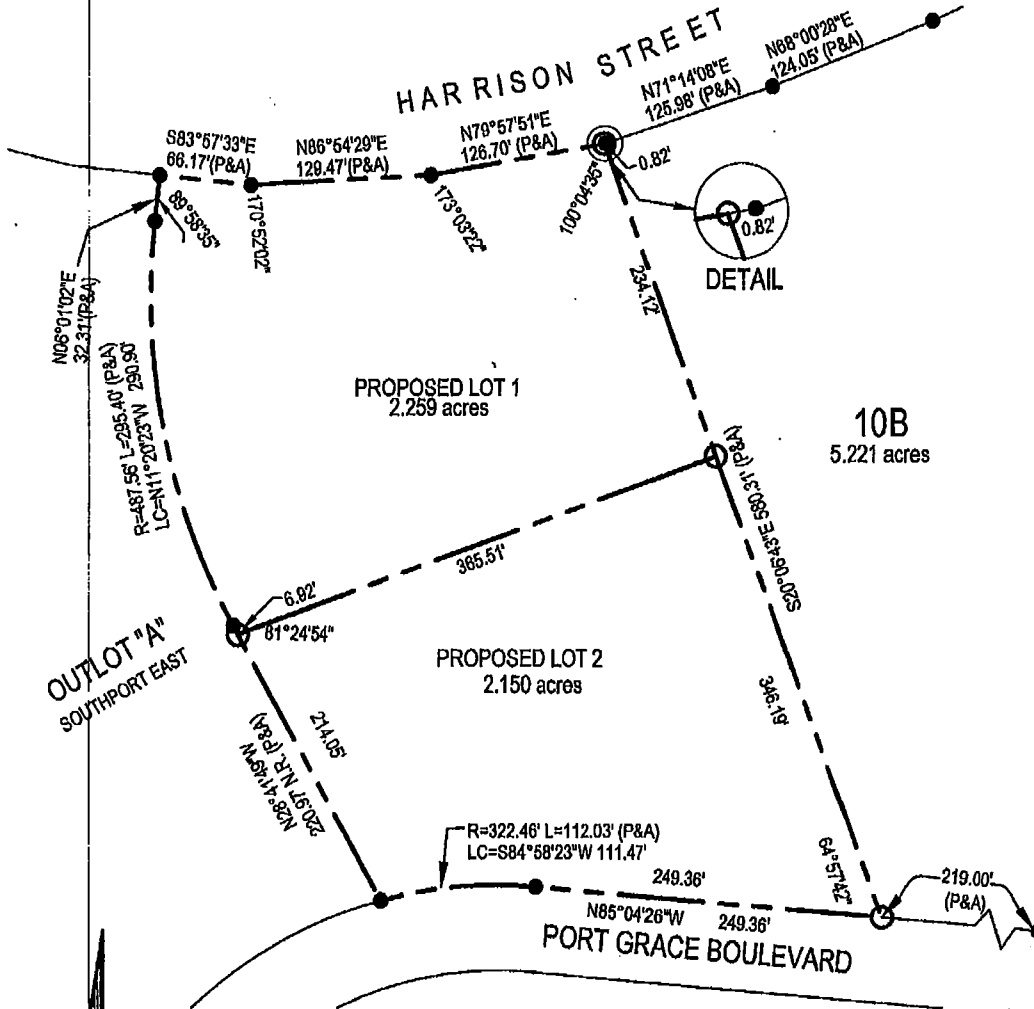 HARRISON STREET
N68°00'28"E
124.05' (P&A)
N71°14'08"E
125.98' (P&A)
N79°57'51"E
126.70' (P&A)
N86°54'29"E
129.47' (P&A)
S83°57'33"E
66.17'(P&A)
89°58'35"
170°52'02"
173°03'22"
100°04'35"
0.82'
0.82'
DETAIL
N06°01'02"E
32.31'(P&A)
234.12'
R=487.56' L=295.40' (P&A)
LC=N11°20'23"W 290.90'
PROPOSED LOT 1
2.259 acres
10B
5.221 acres
S20°06'43"E 580.31' (P&A)
365.51'
6.92'
81°24'54"
OUTLOT "A"
SOUTHPORT EAST
PROPOSED LOT 2
2.150 acres
346.19'
214.05'
N28°41'49"W
220.97' N.R. (P&A)
R=322.46' L=112.03' (P&A)
LC=S84°58'23"W 111.47'
64°57'42"
249.36'
N85°04'26"W 249.36'
219.00'
(P&A)
PORT GRACE BOULEVARD